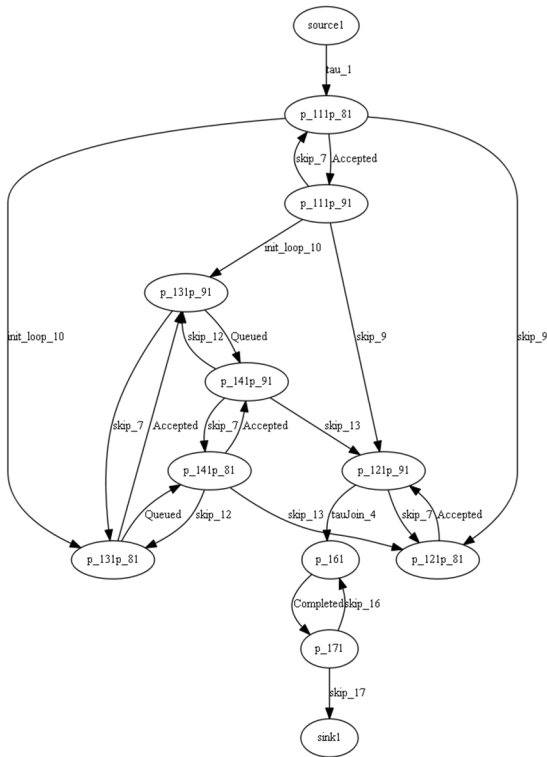 source1
tau_1
p_111p_81
skip_7
Accepted
p_111p_91
init_loop_10
p_131p_91
init_loop_10
skip_12
Queued
skip_9
skip_9
p_141p_91
skip_7
Accepted
skip_7
Accepted
skip_13
p_141p_81
p_121p_91
Queued
skip_12
skip_13
tauJoin_4
skip_7
Accepted
p_131p_81
p_161
p_121p_81
Completed
skip_16
p_171
skip_17
sink1